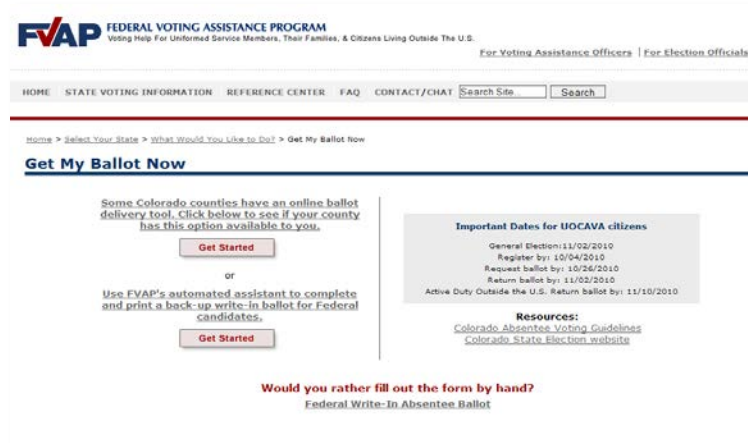 FVAP FEDERAL VOTING ASSISTANCE PROGRAM
Voting Help For Uniformed Service Members, Their Families, & Citizens Living Outside The U.S.
For Voting Assistance Officers | For Election Officials
HOME STATE VOTING INFORMATION REFERENCE CENTER FAQ CONTACT/CHAT Search Site... Search
Home > Select Your State > What Would You Like to Do? > Get My Ballot Now
Get My Ballot Now
Some Colorado counties have an online ballot
delivery tool. Click below to see if your county
has this option available to you.
Get Started
or
Use FVAP's automated assistant to complete
and print a back-up write-in ballot for Federal
candidates.
Get Started
Important Dates for UOCAVA citizens
General Election:11/02/2010
Register by: 10/04/2010
Request ballot by: 10/26/2010
Return ballot by: 11/02/2010
Active Duty Outside the U.S. Return ballot by: 11/10/2010
Resources:
Colorado Absentee Voting Guidelines
Colorado State Election website
Would you rather fill out the form by hand?
Federal Write-In Absentee Ballot